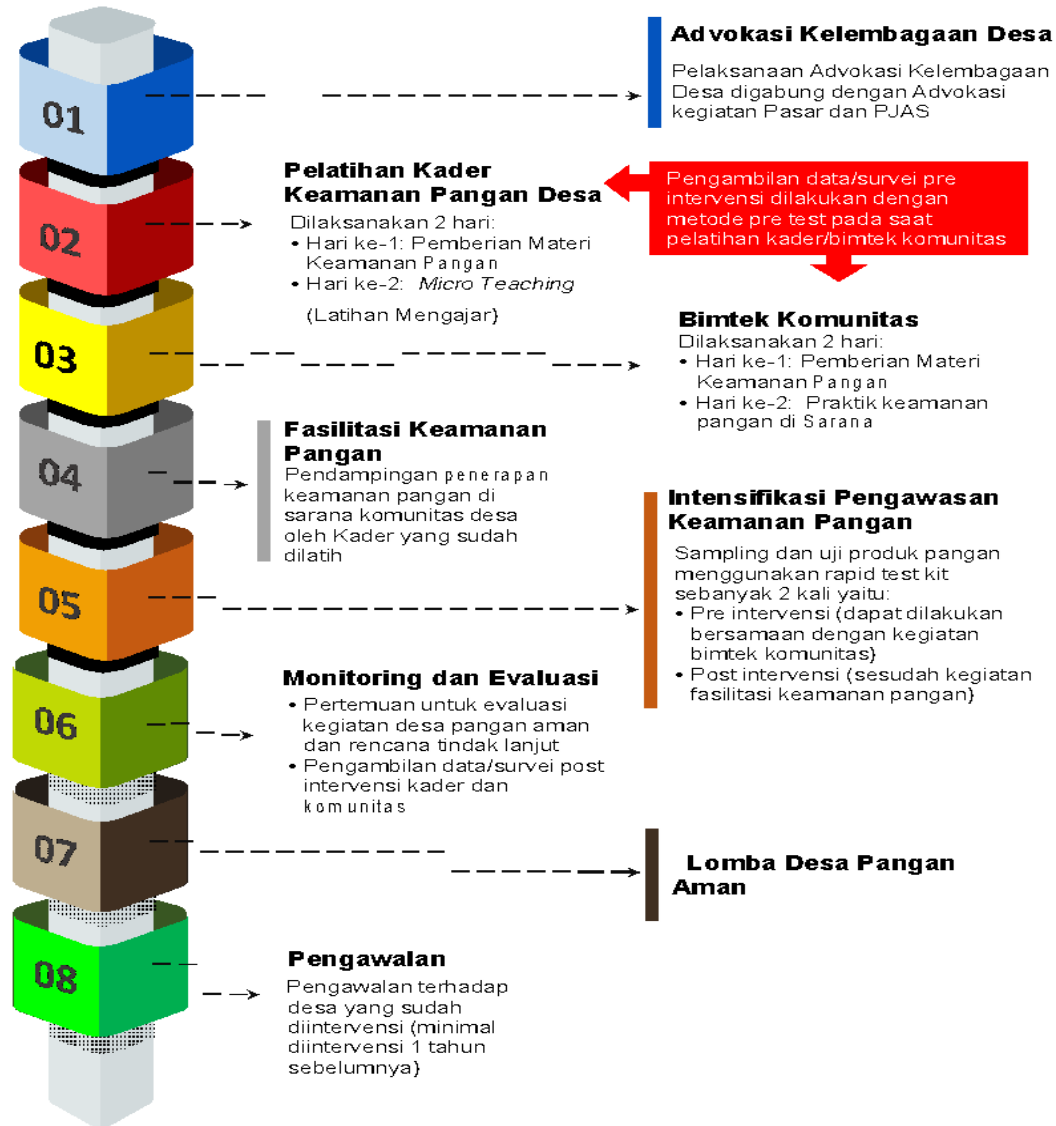 01
Advokasi Kelembagaan Desa
Pelaksanaan Advokasi Kelembagaan
Desa digabung dengan Advokasi
kegiatan Pasar dan PJAS
02
Pelatihan Kader
Keamanan Pangan Desa
Dilaksanakan 2 hari:
• Hari ke-1: Pemberian Materi
Keamanan Pangan
• Hari ke-2: Micro Teaching
(Latihan Mengajar}
Pengambilan data/survei pre
intervensi dilakukan dengan
metode pre test pada saat
pelatihan kader/bimtek komunitas
03
Bimtek Komunitas
Dilaksanakan 2 hari:
• Hari ke-1: Pemberian Materi
Keamanan Pangan
• Hari ke-2: Praktik keamanan
pangan di Sarana
04
Fasilitasi Keamanan
Pangan
Pendampingan penerapan
keamanan pangan di
sarana komunitas desa
oleh Kader yang sudah
dilatih
05
Intensifikasi Pengawasan
Keamanan Pangan
Sampling dan uji produk pangan
menggunakan rapid test kit
sebanyak 2 kali yaitu:
• Pre intervensi (dapat dilakukan
bersamaan dengan kegiatan
bimtek komunitas}
• Post intervensi (sesudah kegiatan
fasilitasi keamanan pangan}
06
Monitoring dan Evaluasi
• Pertemuan untuk evaluasi
kegiatan desa pangan aman
dan rencana tindak lanjut
• Pengambilan data/survei post
intervensi kader dan
komunitas
07
Lomba Desa Pangan
Aman
08
Pengawalan
Pengawalan terhadap
desa yang sudah
diintervensi (minimal
diintervensi 1 tahun
sebelumnya}